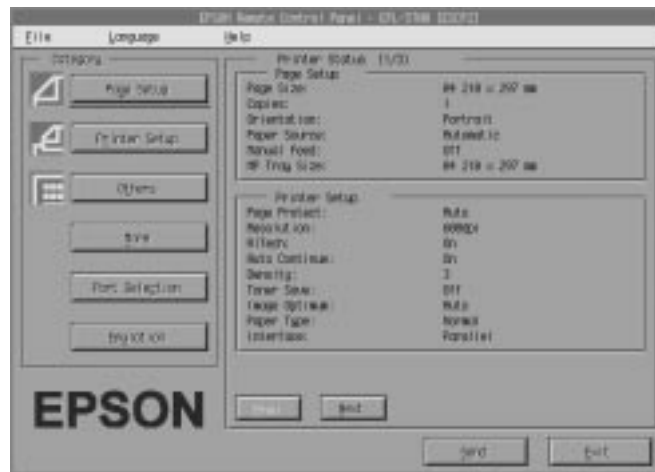 EPSON Remote Control Panel - EPL-5700
File Language Help
Category
Page Setup
Printer Setup
Others
More
Port Selection
Emulation
EPSON
Printer Status (1/3)
Page Setup
Page Size: A4 210 x 297 mm
Copies: 1
Orientation: Portrait
Paper Source: Automatic
Manual Feed: Off
MP Tray Size: A4 210 x 297 mm
Printer Setup
Page Protect: Auto
Resolution: 600dpi
RITech: On
Auto Continue: On
Density: 3
Toner Save: Off
Image Optimum: Auto
Paper Type: Normal
Interface: Parallel
Next
Send Exit